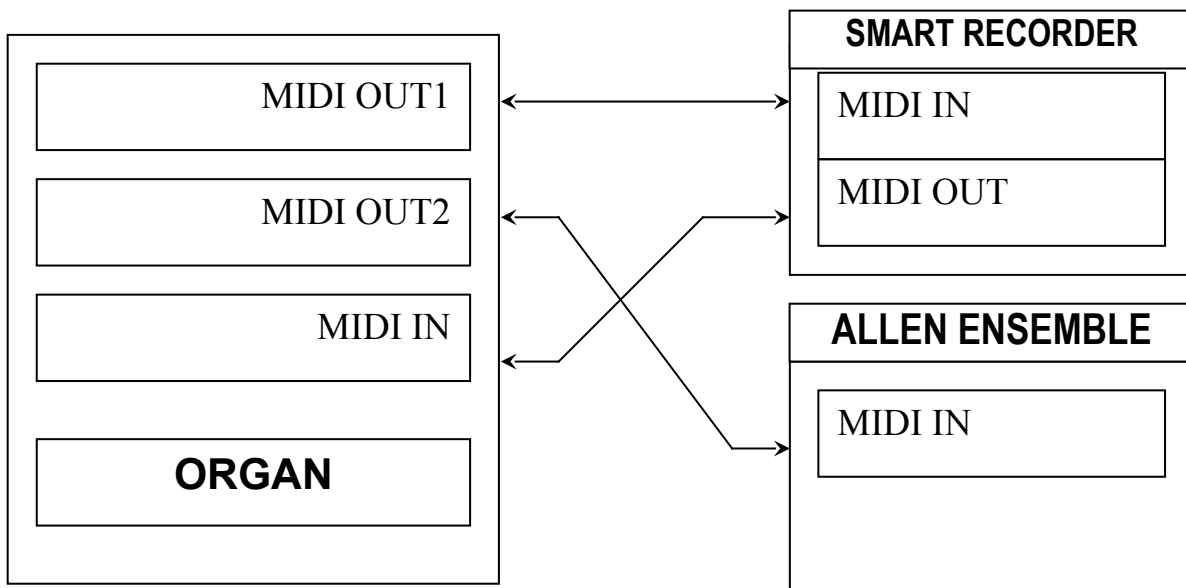 MIDI OUT1
MIDI OUT2
MIDI IN
ORGAN
SMART RECORDER
MIDI IN
MIDI OUT
ALLEN ENSEMBLE
MIDI IN